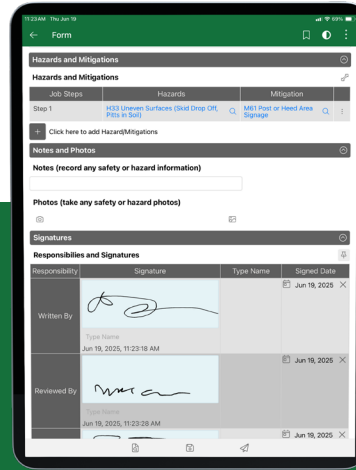 11:23 AM Thu Jun 19 69%
Form
Hazards and Mitigations
Hazards and Mitigations
Job Steps Hazards Mitigation
Step 1 H33 Uneven Surfaces (Skid Drop Off, M61 Post or Heed Area
Pitts in Soil) Signage
+ Click here to add Hazard/Mitigations
Notes and Photos
Notes (record any safety or hazard information)
Photos (take any safety or hazard photos)
Signatures
Responsibilies and Signatures
Responsibility Signature Type Name Signed Date
Jun 19, 2025
Written By
Type Name
Jun 19, 2025, 11:23:18 AM
Jun 19, 2025
Reviewed By
Type Name
Jun 19, 2025, 11:23:28 AM
Jun 19, 2025